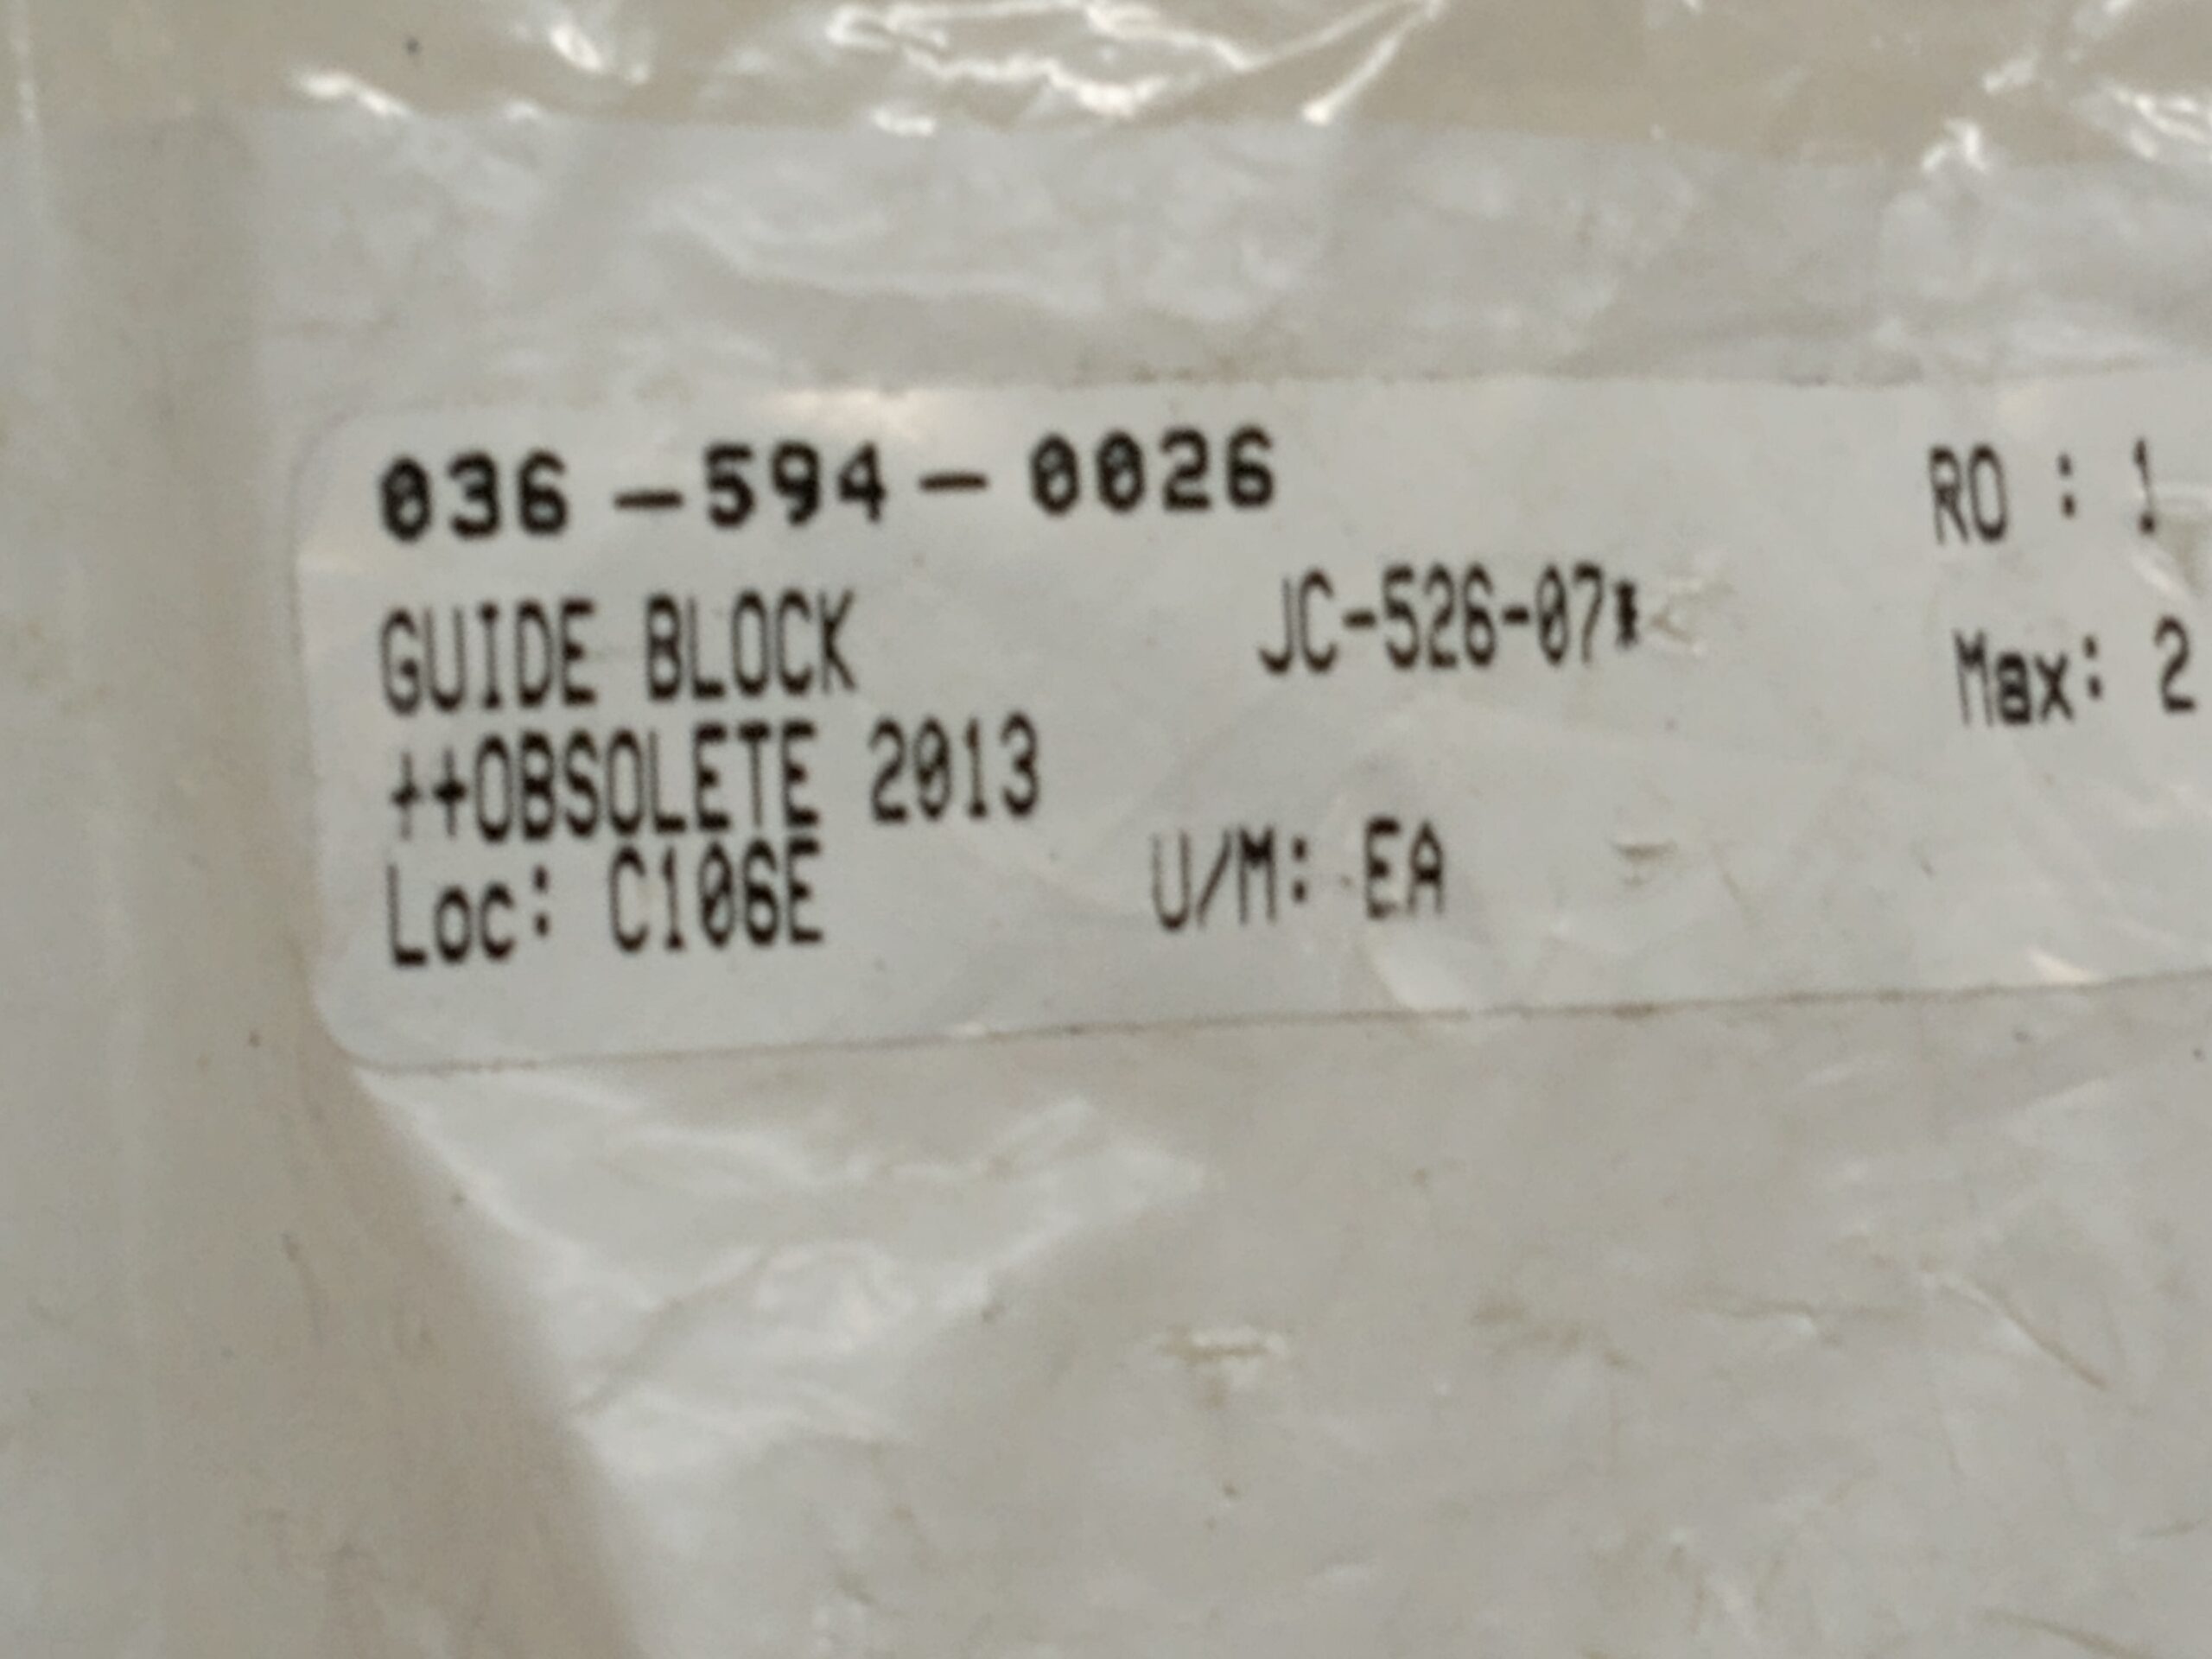 036-594-0026 RO : 1
GUIDE BLOCK JC-526-07* Max: 2
++OBSOLETE 2013
Loc: C106E U/M: EA